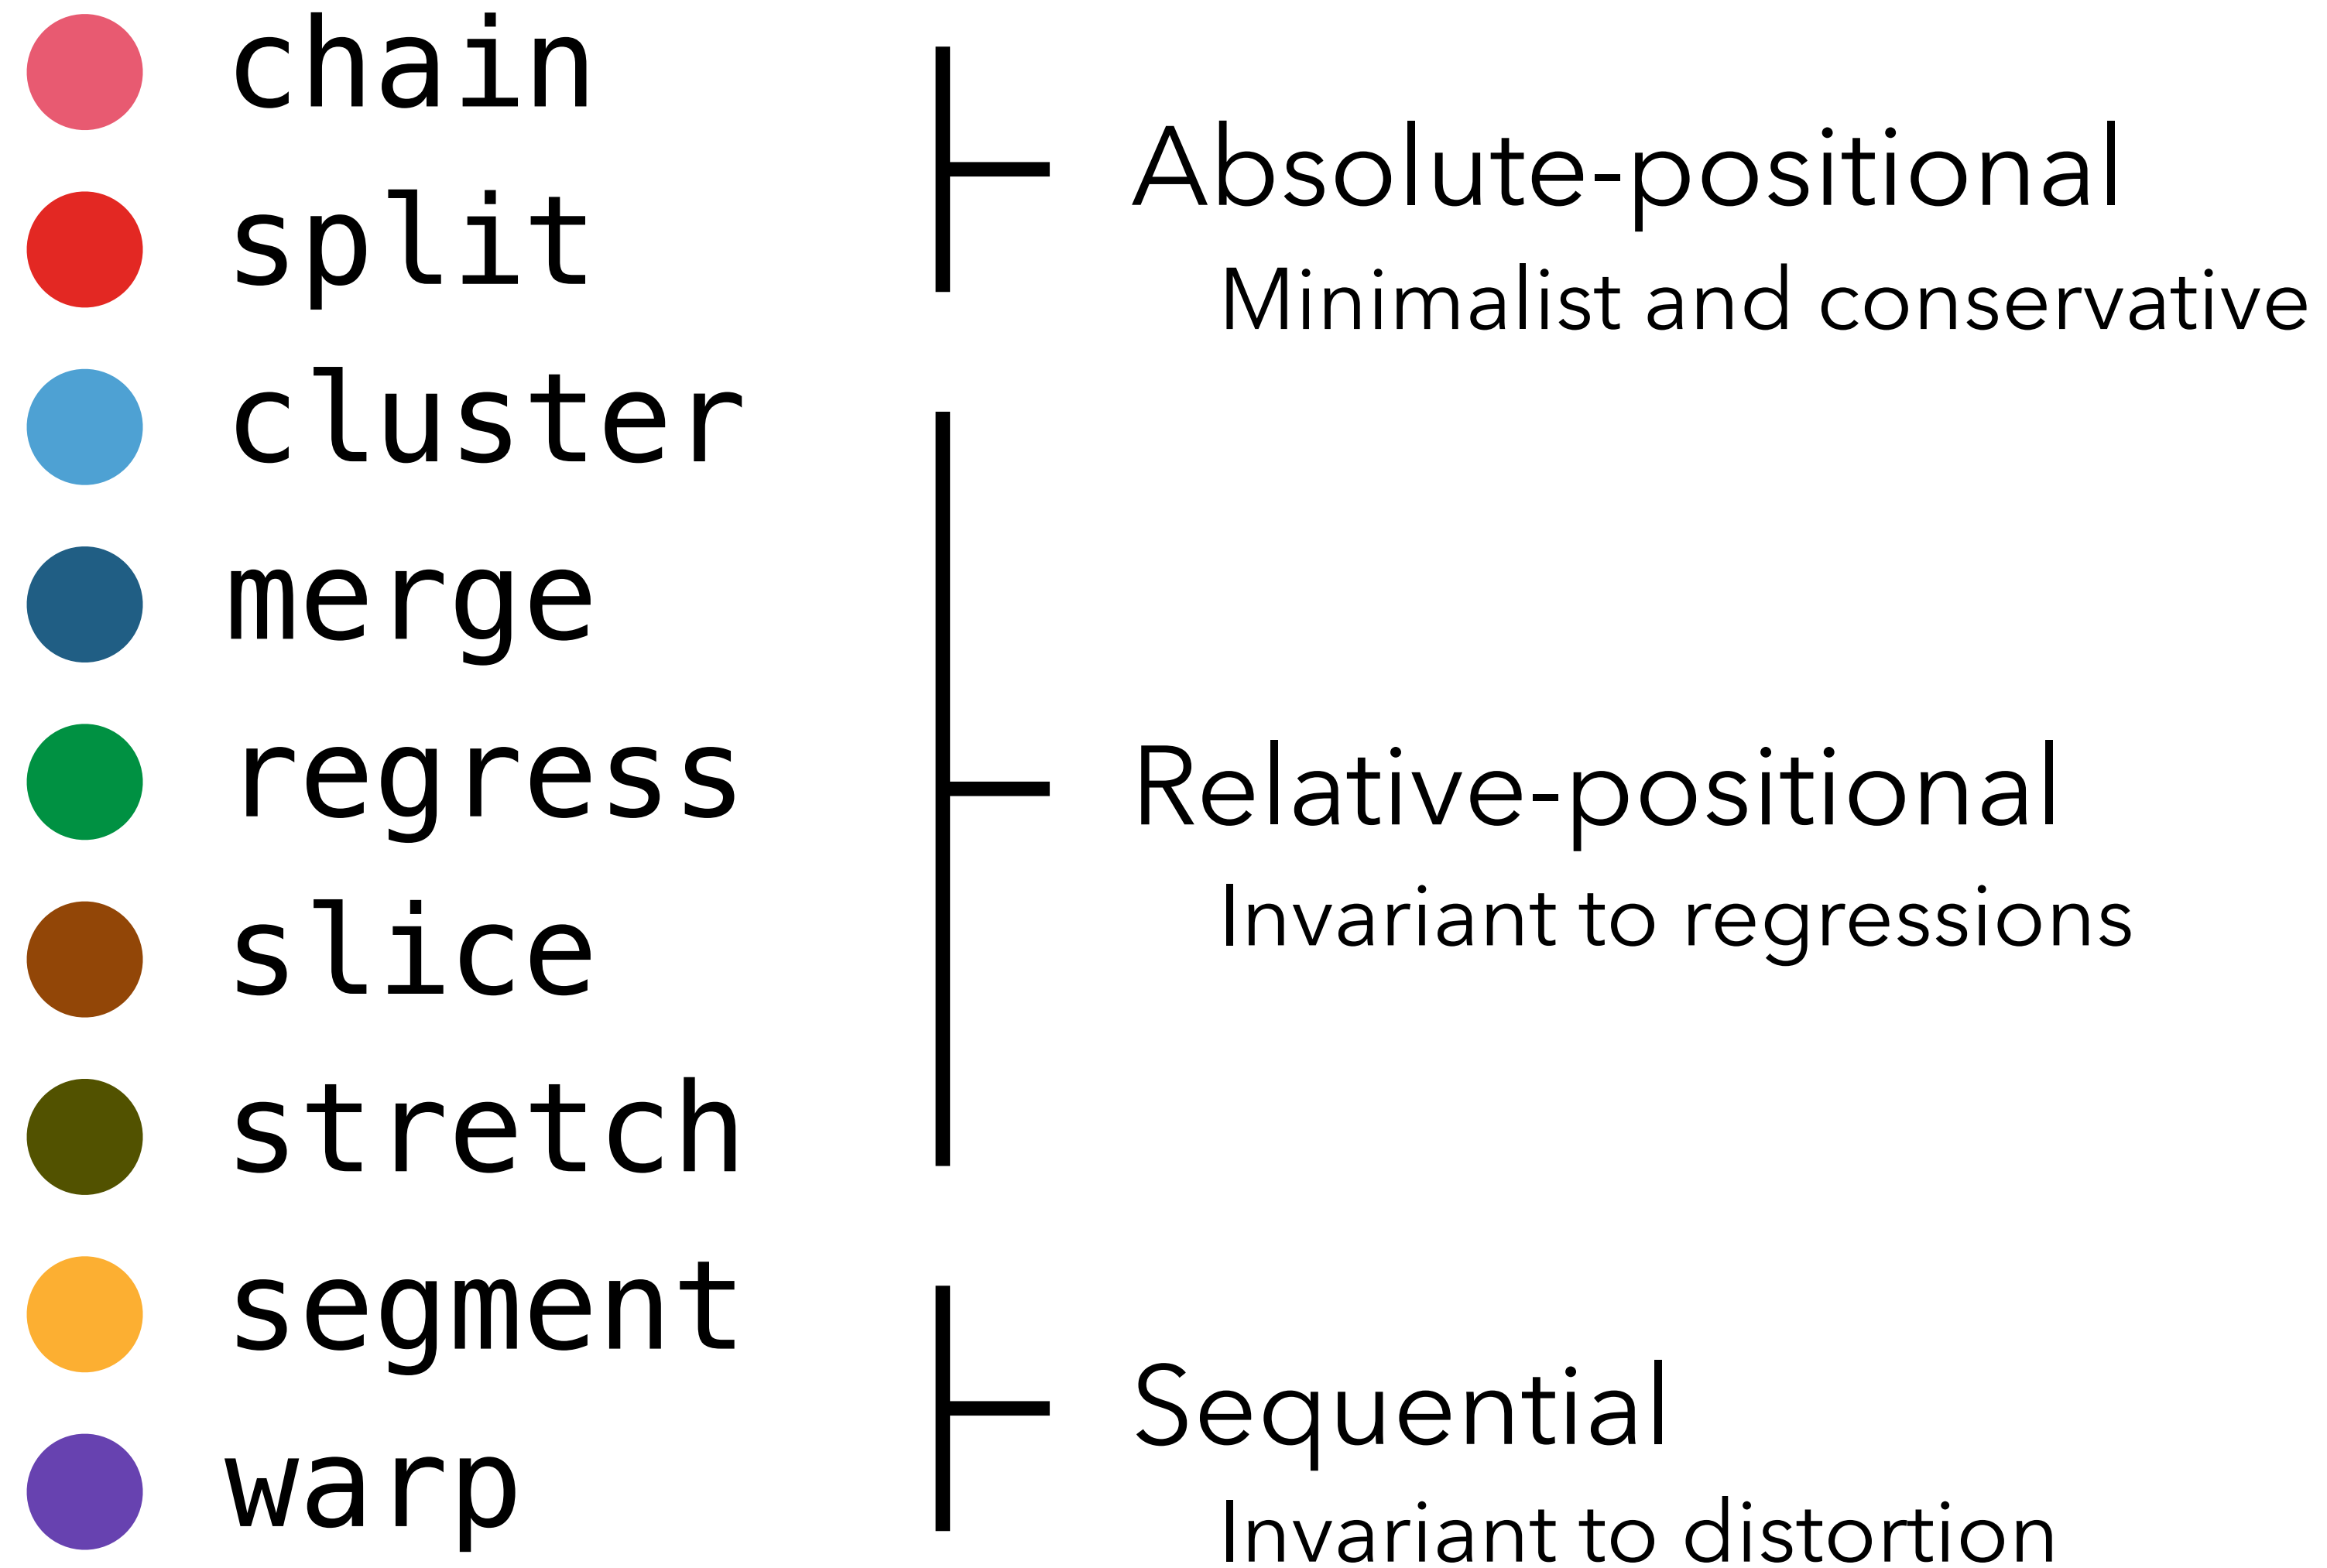 chain
split
cluster
merge
regress
slice
stretch
segment
warp
Absolute-positional
Minimalist and conservative
Relative-positional
Invariant to regressions
Sequential
Invariant to distortion